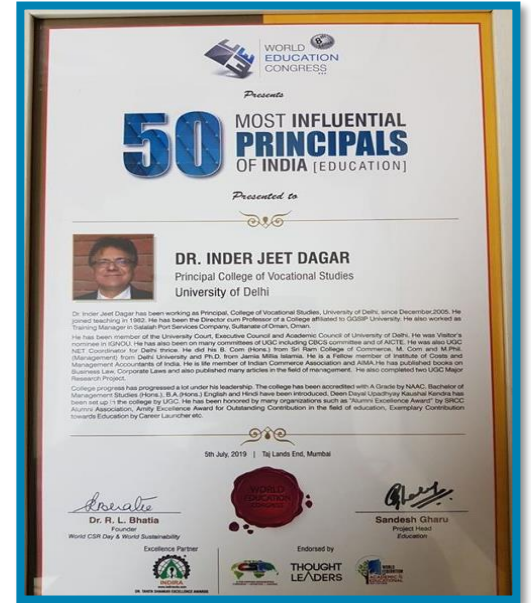 WORLD
EDUCATION
CONGRESS
Presents
50 MOST INFLUENTIAL
PRINCIPALS
OF INDIA [EDUCATION]
Presented to
DR. INDER JEET DAGAR
Principal College of Vocational Studies
University of Delhi
Dr. Inder Jeet Dagar has been working as Principal, College of Vocational Studies, University of Delhi, since December,2005. He
joined teaching in 1982. He has been the Director cum Professor of a College affiliated to GGSIP University. He also worked as
Training Manager in Salalah Port Services Company, Sultanate of Oman, Oman.
He has been member of the University Court, Executive Council and Academic Council of University of Delhi. He was Visitor's
nominee in IGNOU. He has also been on many committees of UGC including CBCS committee and of AICTE. He was also UGC
NET Coordinator for Delhi thrice. He did his B. Com (Hons.) from Sri Ram College of Commerce, M. Com and M.Phil.
(Management) from Delhi University and Ph.D. from Jamia Millia Islamia. He is a Fellow member of Institute of Costs and
Management Accountants of India. He is life member of Indian Commerce Association and AIMA.He has published books on
Business Law, Corporate Laws and also published many articles in the field of management. He also completed two UGC Major
Research Project.
College progress has progressed a lot under his leadership. The college has been accredited with A Grade by NAAC. Bachelor of
Management Studies (Hons.), B.A.(Hons.) English and Hindi have been introduced, Deen Dayal Upadhyay Kaushal Kendra has
been set up in the college by UGC. He has been honored by many organizations such as "Alumni Excellence Award" by SRCC
Alumni Association, Amity Excellence Award for Outstanding Contribution in the field of education, Exemplary Contribution
towards Education by Career Launcher etc.
5th July, 2019 | Taj Lands End, Mumbai
WORLD
EDUCATION
CONGRESS
Dr. R. L. Bhatia
Founder
World CSR Day & World Sustainability
Sandesh Gharu
Project Head
Education
Excellence Partner
Endorsed by
INDIRA
THOUGHT
LEADERS